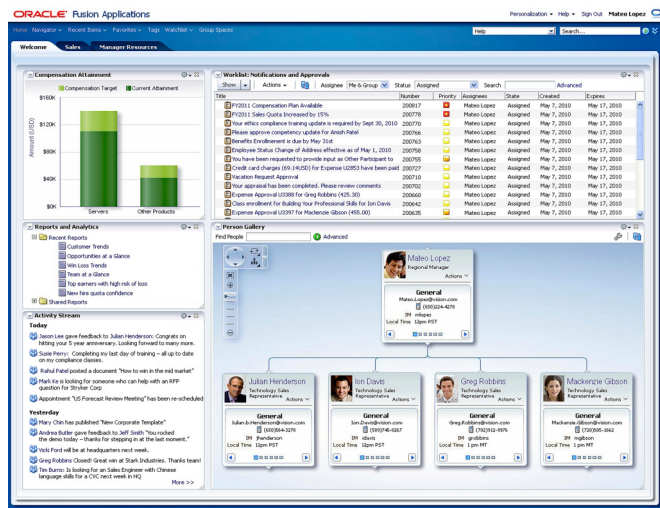 ORACLE Fusion Applications
Personalization Help Sign Out Mateo Lopez
Home Navigator Recent Items Favorites Tags Watchlist Group Spaces
Help Search...
Welcome Sales Manager Resources
Compensation Attainment
Compensation Target Current Attainment
Amount (USD)
$160K
$120K
$80K
$40K
$0K
Servers Other Products
Reports and Analytics
Recent Reports
Customer Trends
Opportunities at a Glance
Win Loss Trends
Team at a Glance
Top earners with high risk of loss
New hire quota confidence
Shared Reports
Activity Stream
Today
Jason Lee gave feedback to Julian Henderson: Congrats on
hitting your 5 year anniversary. Looking forward to many more.
Susie Perry: Completing my last day of training – all up to date
on my compliance classes.
Rahul Patel posted a document "How to win in the mid market"
Mark Ke is looking for someone who can help with an RFP
question for Stryker Corp
Appointment "US Forecast Review Meeting" has been re-scheduled
Yesterday
Mary Chin has published "New Corporate Template"
Andrea Butler gave feedback to Jeff Smith "You rocked
the demo today – thanks for stepping in at the last moment."
Vicki Ford will be at headquarters next week.
Greg Robbins Closed! Great win at Stark Industries. Thanks team!
Tim Burns: Is looking for an Sales Engineer with Chinese
language skills for a CVC next week in HQ
More >>
Worklist: Notifications and Approvals
Show Actions Assignee Me & Group Status Assigned Search Advanced
Title Number Priority Assignees State Created Expires
FY2011 Compensation Plan Available 200817 Mateo Lopez Assigned May 7, 2010 May 17, 2010
FY2011 Sales Quota Increased by 15% 200778 Mateo Lopez Assigned May 7, 2010 May 17, 2010
Your ethics compliance training update is required by Sept 30, 2010 200770 Mateo Lopez Assigned May 7, 2010 May 17, 2010
Please approve competency update for Anish Patel 200766 Mateo Lopez Assigned May 7, 2010 May 17, 2010
Benefits Enrollment is due by May 31st 200763 Mateo Lopez Assigned May 7, 2010 May 17, 2010
Employee Status Change of Address effective as of May 1, 2010 200758 Mateo Lopez Assigned May 7, 2010 May 17, 2010
You have been requested to provide input as Other Participant to 200755 Mateo Lopez Assigned May 7, 2010 May 17, 2010
Credit card charges (69.14USD) for Expense U2853 have been paid 200727 Mateo Lopez Assigned May 7, 2010 May 17, 2010
Vacation Request Approval 200710 Mateo Lopez Assigned May 7, 2010 May 17, 2010
Your appraisal has been completed. Please review comments 200702 Mateo Lopez Assigned May 7, 2010 May 17, 2010
Expense Approval U3388 for Greg Robbins (425.30) 200660 Mateo Lopez Assigned May 7, 2010 May 17, 2010
Class enrollment for Building Your Professional Skills for Ion Davis 200642 Mateo Lopez Assigned May 7, 2010 May 17, 2010
Expense Approval U3397 for Mackenzie Gibson (455.00) 200635 Mateo Lopez Assigned May 7, 2010 May 17, 2010
Person Gallery
Find People Advanced
Mateo Lopez
Regional Manager
Actions
General
Mateo.Lopez@vision.com
(650)224-4278
IM mlopez
Local Time 12pm PST
Julian Henderson
Technology Sales
Representative Actions
General
Julian.b.Henderson@vision.com
(650)564-3278
IM jhenderson
Local Time 12pm PST
Ion Davis
Technology Sales
Representative Actions
General
Ion.Davis@vision.com
(509)745-0267
IM idavis
Local Time 12pm PST
Greg Robbins
Technology Sales
Representative Actions
General
Greg.Robbins@vision.com
(702)912-9976
IM grobbins
Local Time 1 pm MT
Mackenzie Gibson
Technology Sales
Representative Actions
General
Mackenzie.Gibson@vision.com
(720)505-1662
IM mgibson
Local Time 1 pm MT